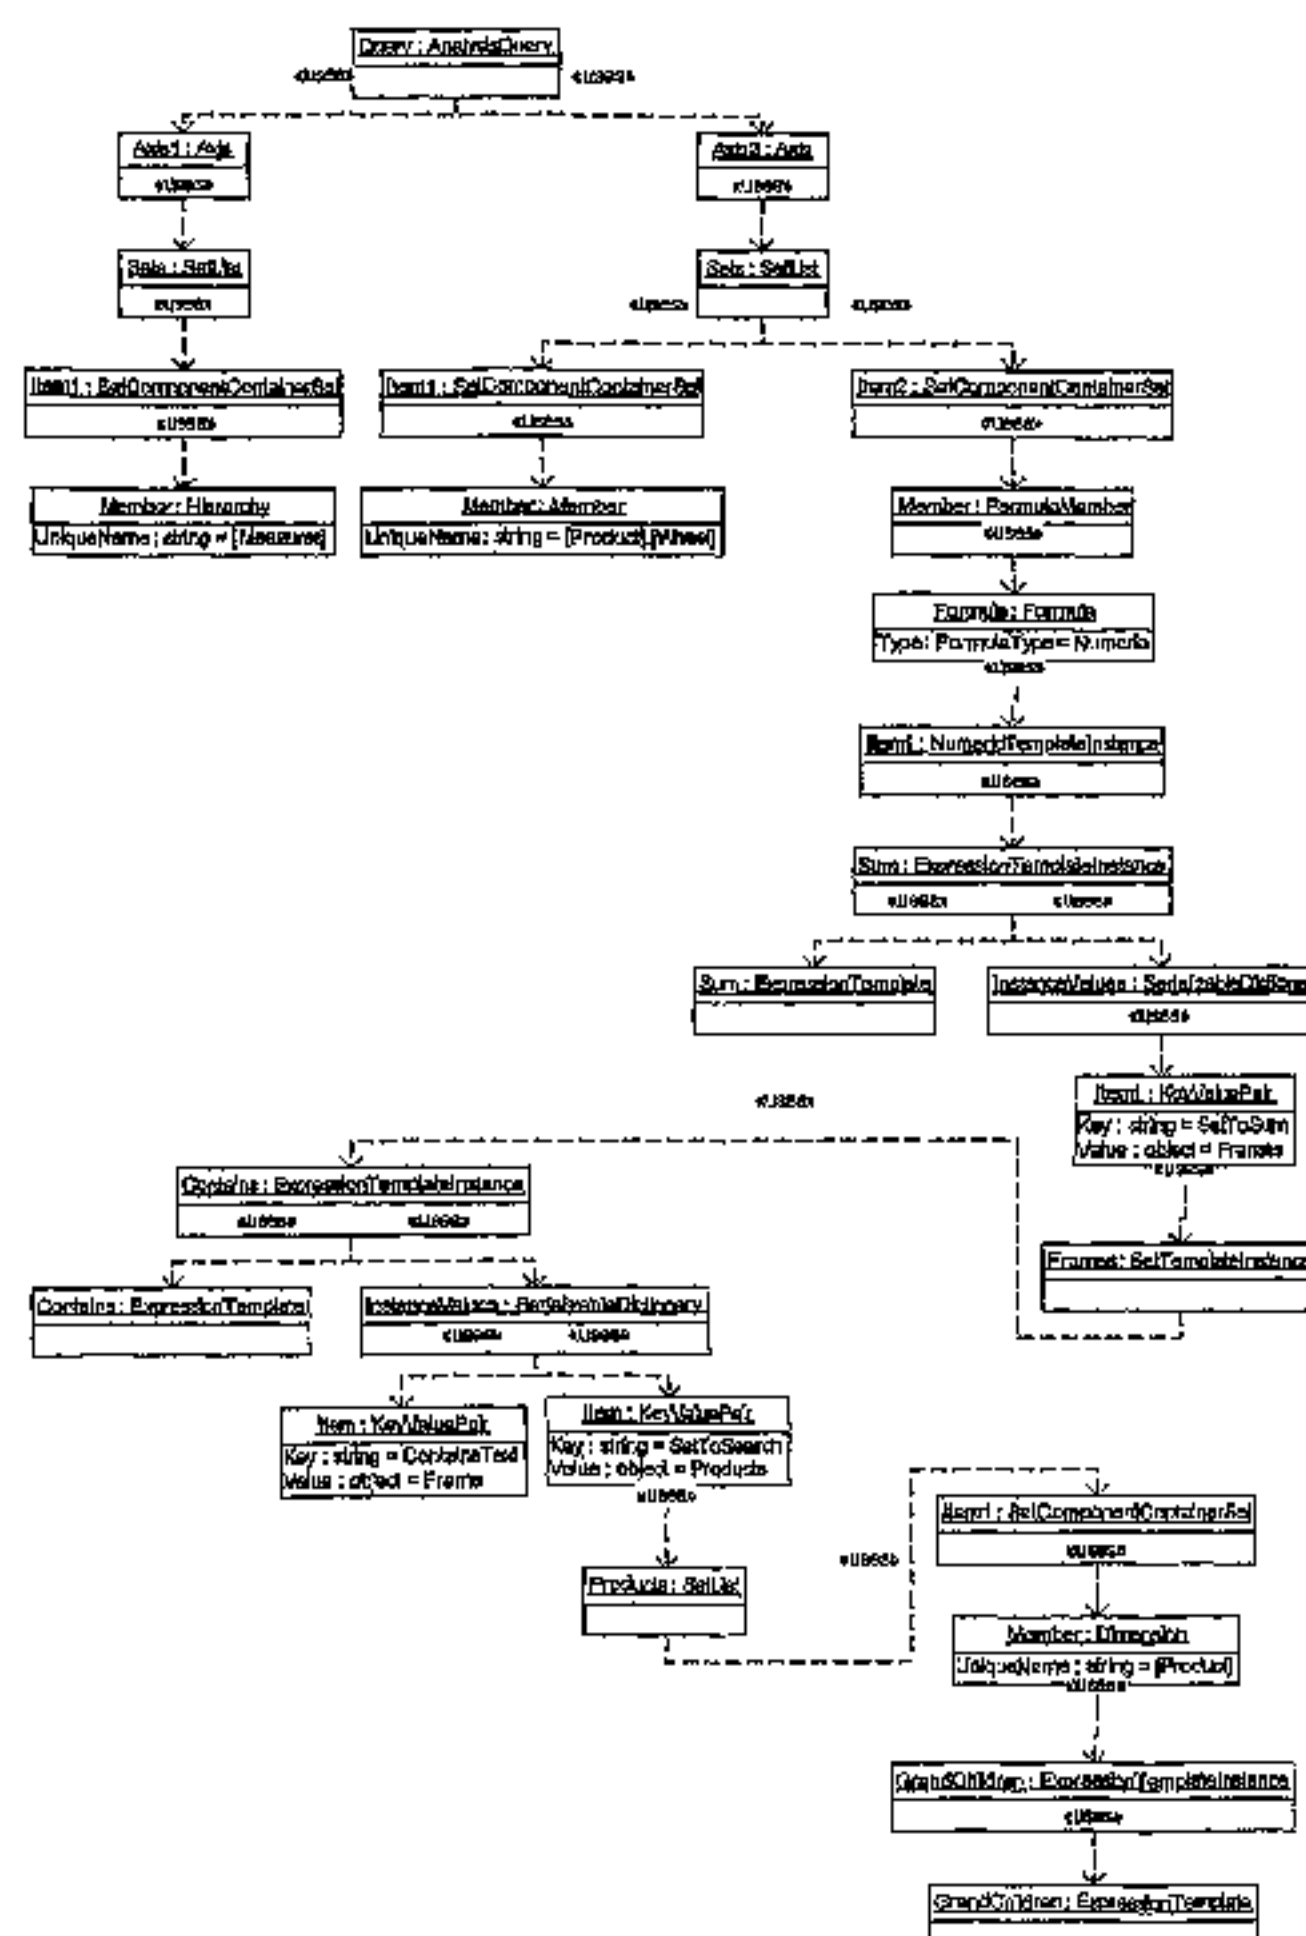 Query : AnalysisQuery
«uses» «uses»
Axis1 : Axis
«uses»
Axis2 : Axis
«uses»
Sets : SetList
«uses»
Sets : SetList
«uses» «uses»
Item1 : SetComponentContainerSet
«uses»
Item1 : SetComponentContainerSet
«uses»
Item2 : SetComponentContainerSet
«uses»
Member : Hierarchy
UniqueName : string = [Measures]
Member : Member
UniqueName : string = [Product].[Wheel]
Member : FormulaMember
«uses»
Formula : Formula
Type : FormulaType = Numeric
«uses»
Item1 : NumericTemplateInstance
«uses»
Sum : ExpressionTemplateInstance
«uses» «uses»
Sum : ExpressionTemplate
InstanceValues : SerializableDictiona
«uses»
Item1 : KeyValuePair
Key : string = SetToSum
Value : object = Frames
«uses»
«uses»
Contains : ExpressionTemplateInstance
«uses» «uses»
Frames : SetTemplateInstance
Contains : ExpressionTemplate
InstanceValues : SerializableDictionary
«uses» «uses»
Item : KeyValuePair
Key : string = ContainsText
Value : object = Frame
Item : KeyValuePair
Key : string = SetToSearch
Value : object = Products
«uses»
Item1 : SetComponentContainerSet
«uses»
«uses»
Products : SetList
Member : Dimension
UniqueName : string = [Product]
«uses»
GrandChildren : ExpressionTemplateInstance
«uses»
GrandChildren : ExpressionTemplate